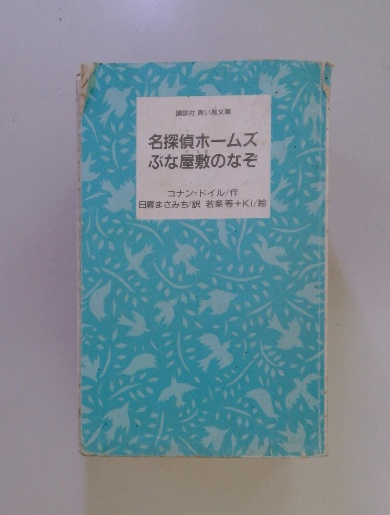 講談社 青い鳥文庫
名探偵ホームズ
ぶな屋敷のなぞ
コナン=ドイル/作
日暮まさみち/訳 若菜等+Ki/絵